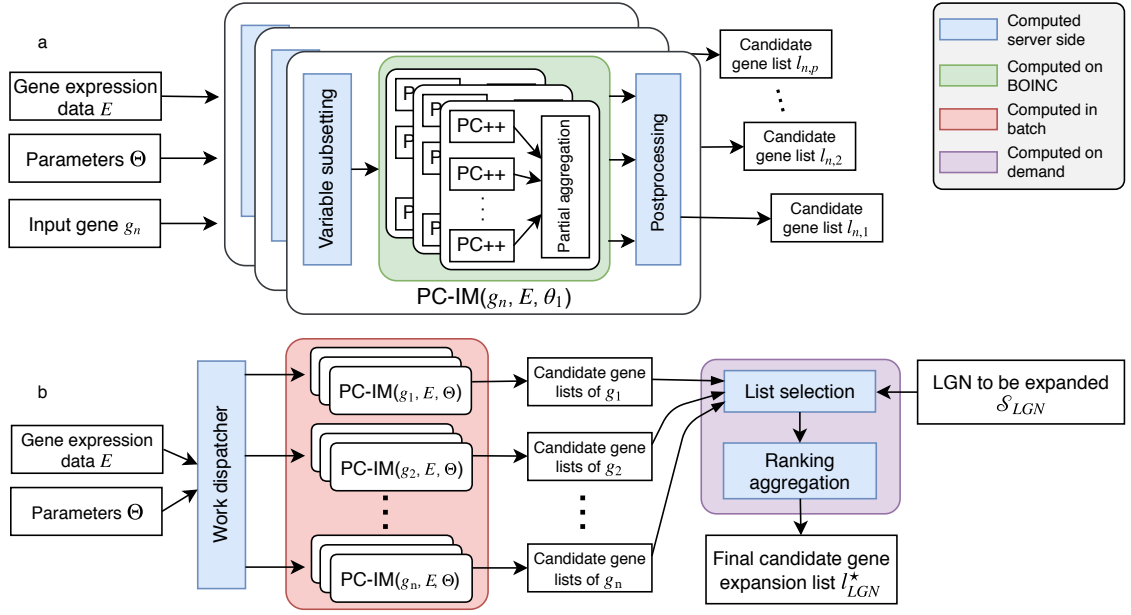 a
Gene expression
data E
Parameters Θ
Input gene gₙ
Variable subsetting
P
P
P
P
P
P
PC++
PC++
PC++
Partial aggregation
Postprocessing
PC-IM(gₙ, E, θ₁)
Candidate
gene list lₙ,ₚ
Candidate
gene list lₙ,₂
Candidate
gene list lₙ,₁
Computed
server side
Computed on
BOINC
Computed in
batch
Computed on
demand
b
Gene expression
data E
Parameters Θ
Work dispatcher
PC-IM(g₁, E, Θ)
PC-IM(g₂, E, Θ)
PC-IM(gₙ, E, Θ)
Candidate gene
lists of g₁
Candidate gene
lists of g₂
Candidate gene
lists of gₙ
List selection
Ranking
aggregation
LGN to be expanded
𝒮_LGN
Final candidate gene
expansion list l*_LGN